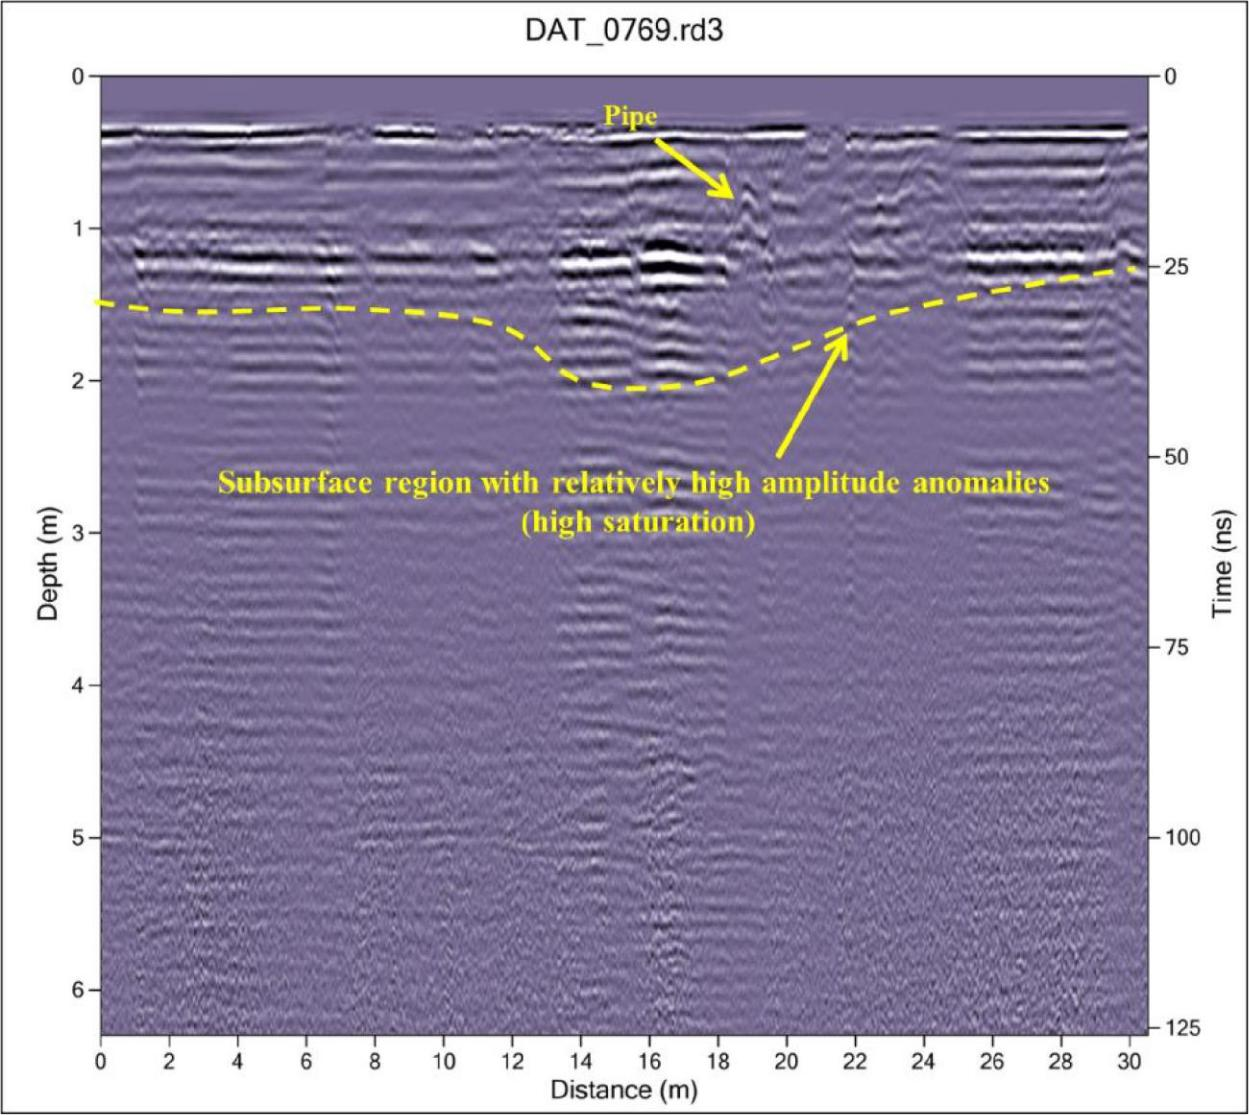 DAT_0769.rd3
0
0
Pipe
1
25
2
50
Subsurface region with relatively high amplitude anomalies
(high saturation)
3
Depth (m)
Time (ns)
75
4
5
100
6
125
0 2 4 6 8 10 12 14 16 18 20 22 24 26 28 30
Distance (m)